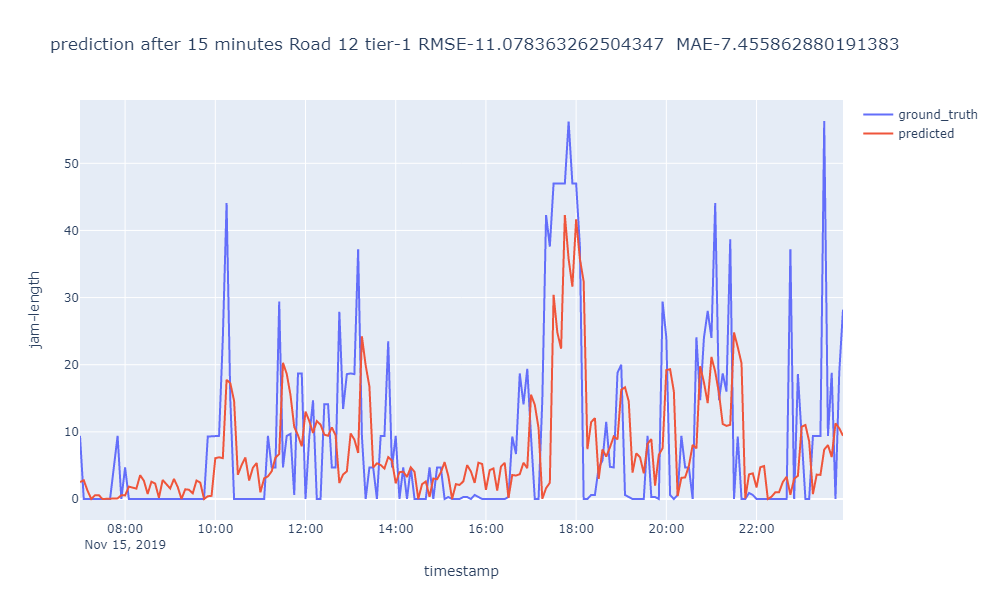 prediction after 15 minutes Road 12 tier-1 RMSE-11.078363262504347  MAE-7.455862880191383
ground_truth
predicted
jam-length
50
40
30
20
10
0
08:00
10:00
12:00
14:00
16:00
18:00
20:00
22:00
Nov 15, 2019
timestamp